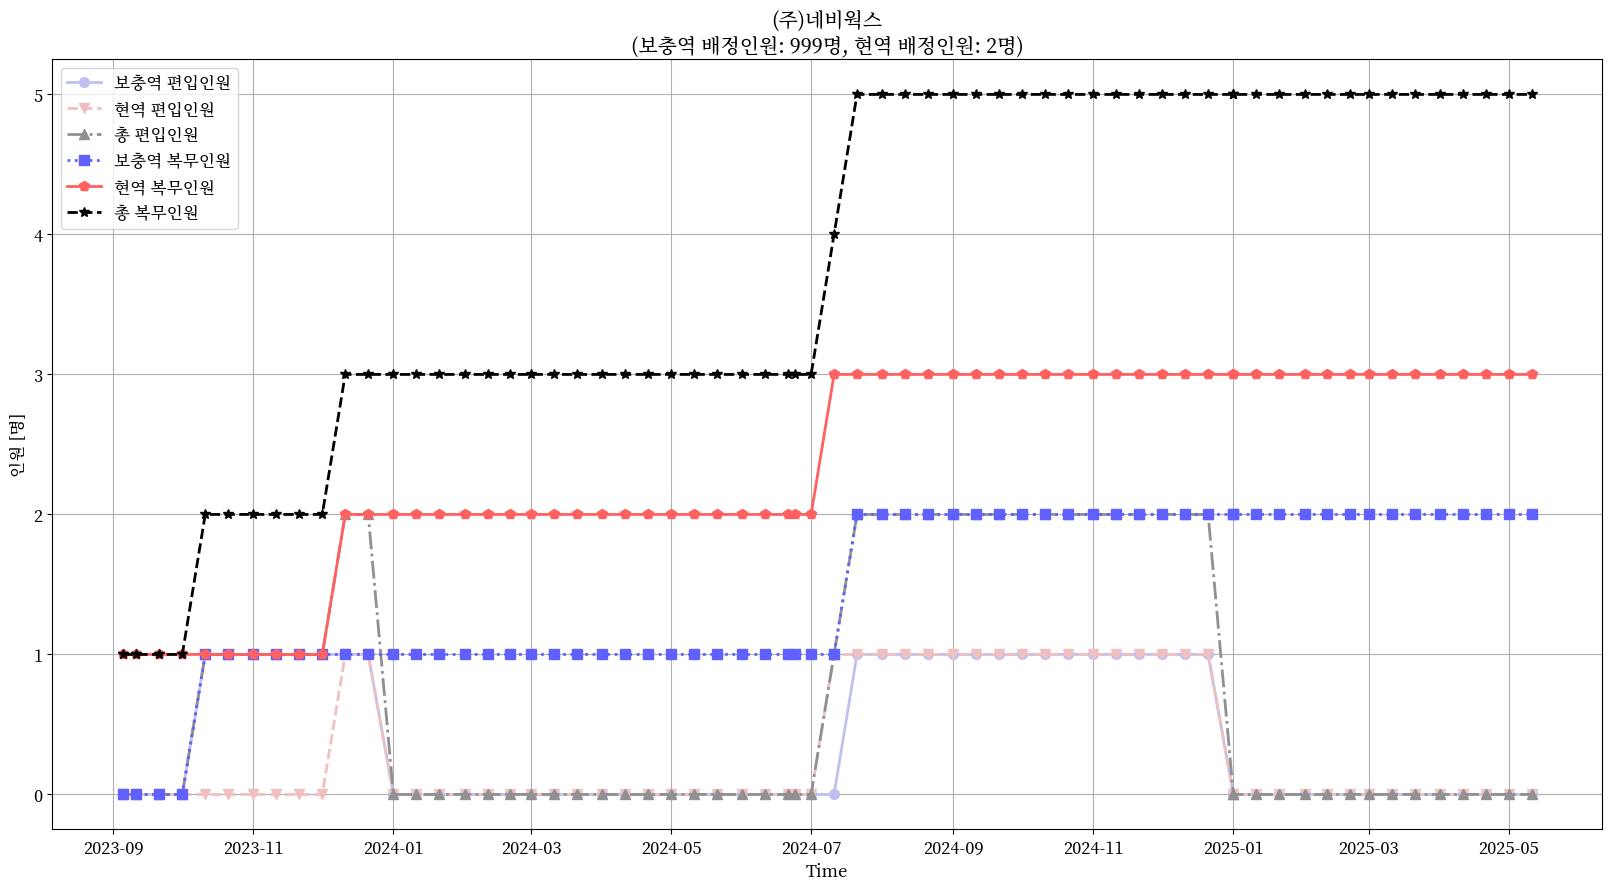 (주)네비웍스
(보충역 배정인원: 999명, 현역 배정인원: 2명)
보충역 편입인원
현역 편입인원
총 편입인원
보충역 복무인원
현역 복무인원
총 복무인원
인원 [명]
5
4
3
2
1
0
2023-09 2023-11 2024-01 2024-03 2024-05 2024-07 2024-09 2024-11 2025-01 2025-03 2025-05
Time